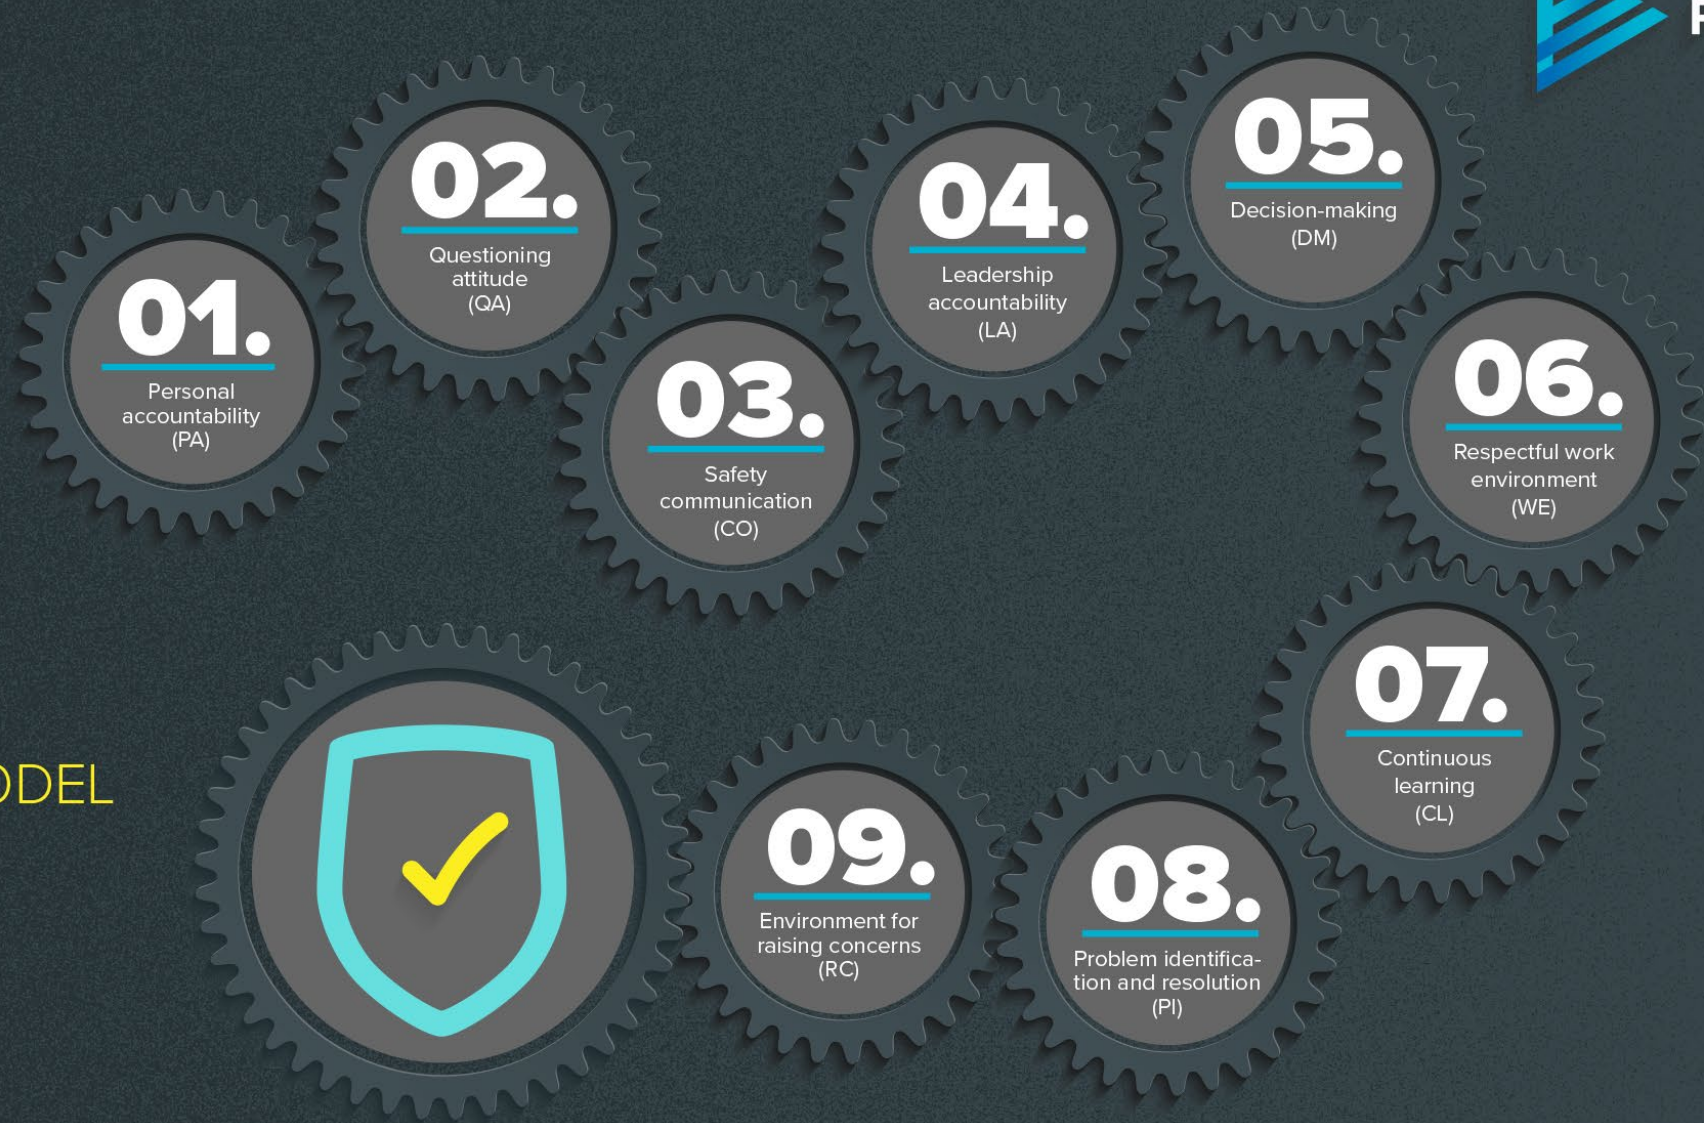 01.
Personal
accountability
(PA)
02.
Questioning
attitude
(QA)
03.
Safety
communication
(CO)
04.
Leadership
accountability
(LA)
05.
Decision-making
(DM)
06.
Respectful work
environment
(WE)
07.
Continuous
learning
(CL)
08.
Problem identifica-
tion and resolution
(PI)
09.
Environment for
raising concerns
(RC)